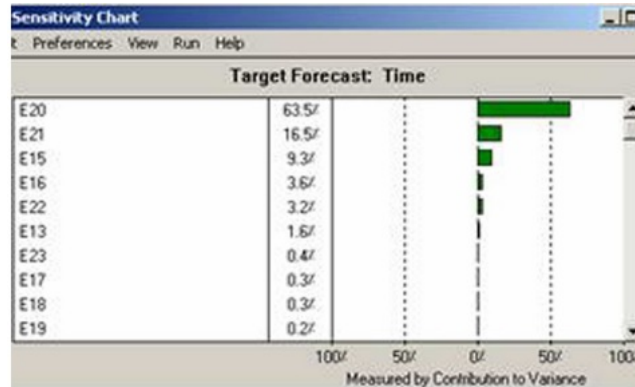 Sensitivity Chart
t Preferences View Run Help
Target Forecast: Time
E20 63.5%
E21 16.5%
E15 9.3%
E16 3.6%
E22 3.2%
E13 1.6%
E23 0.4%
E17 0.3%
E18 0.3%
E19 0.2%
100% 50% 0% 50% 100%
Measured by Contribution to Variance